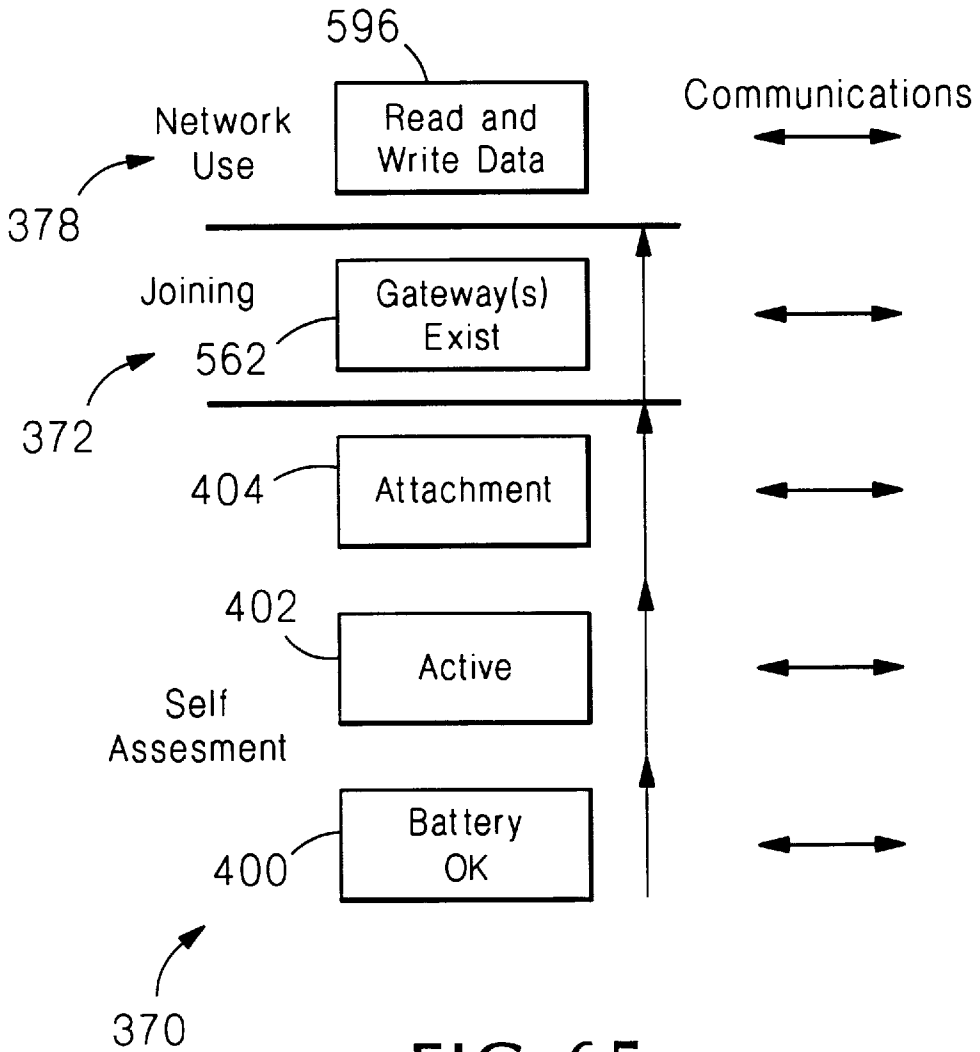 596
Network
Use
Read and
Write Data
Communications
378
Joining
Gateway(s)
Exist
562
372
404
Attachment
402
Active
Self
Assesment
Battery
OK
400
370
FIG. 65